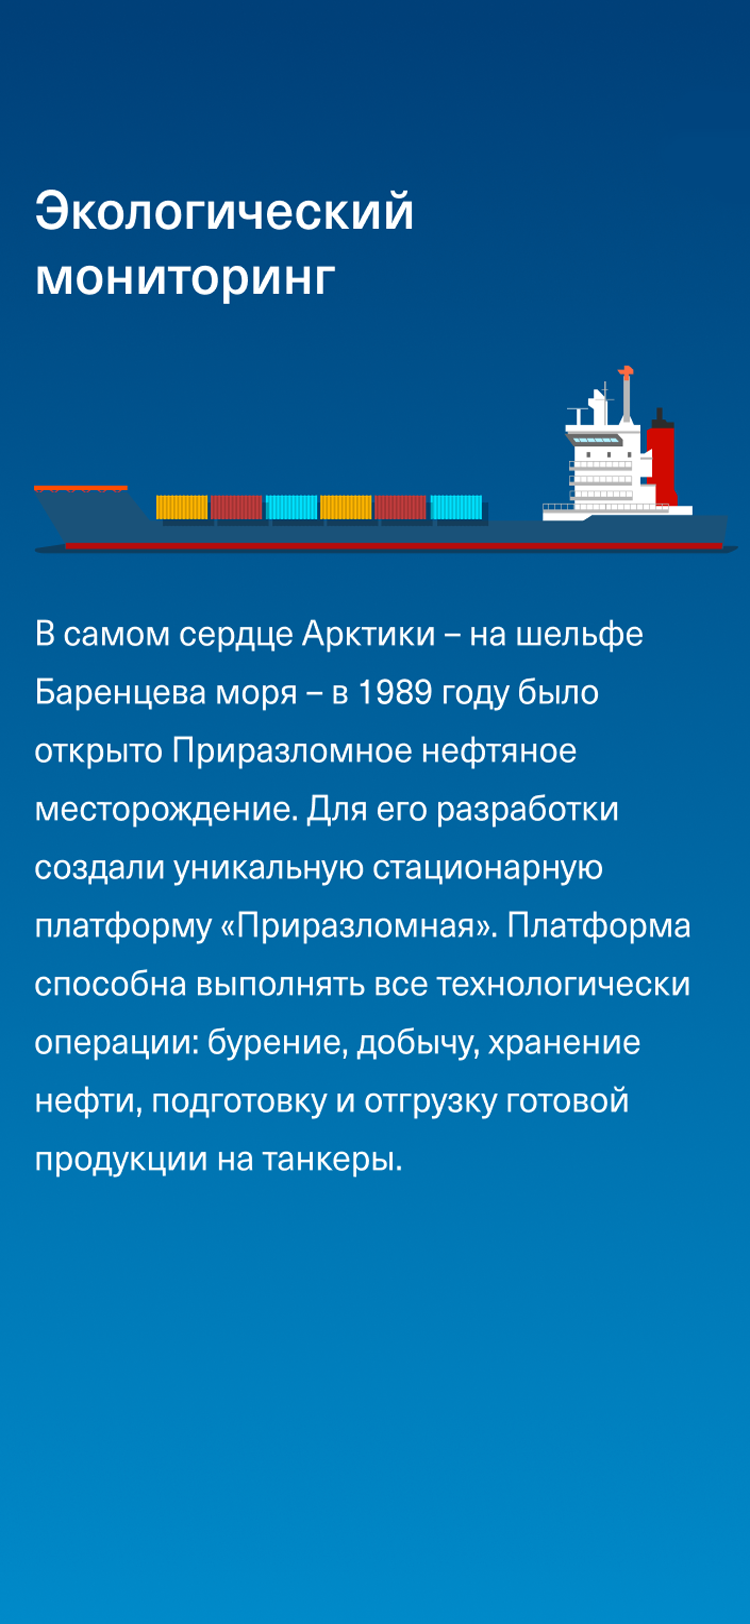 Экологический
мониторинг
В самом сердце Арктики – на шельфе
Баренцева моря – в 1989 году было
открыто Приразломное нефтяное
месторождение. Для его разработки
создали уникальную стационарную
платформу «Приразломная». Платформа
способна выполнять все технологически
операции: бурение, добычу, хранение
нефти, подготовку и отгрузку готовой
продукции на танкеры.